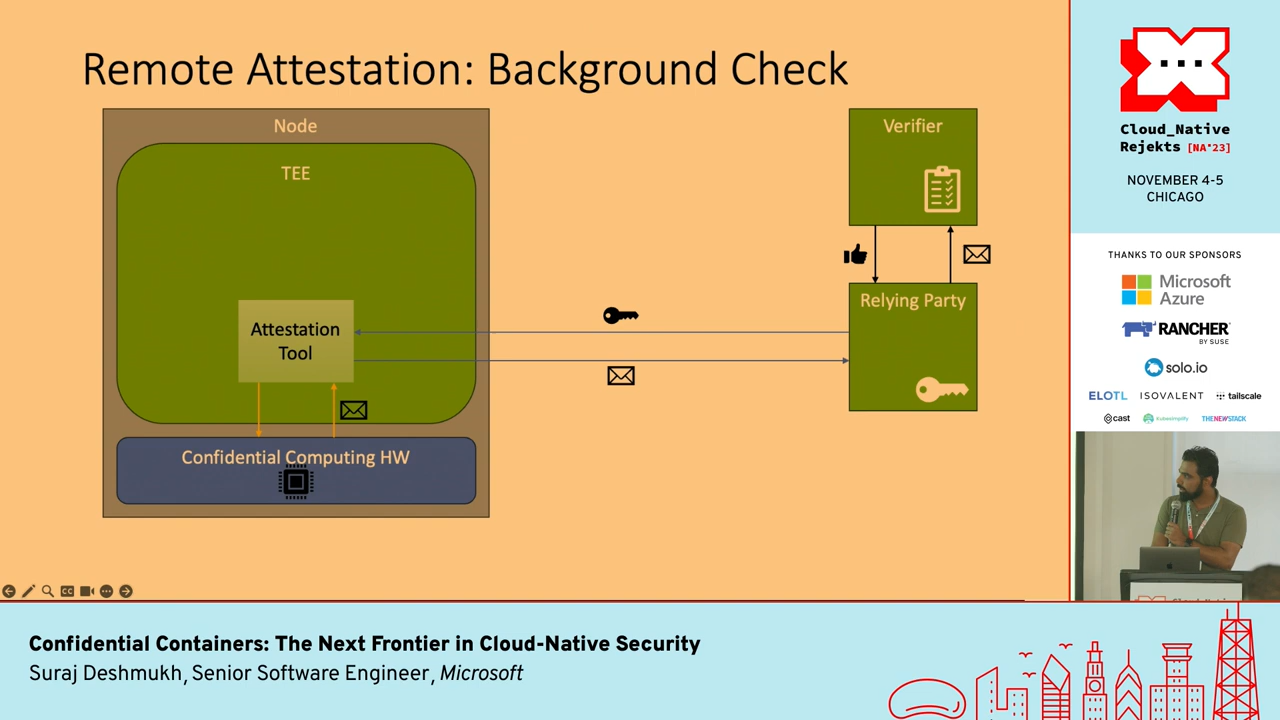 Remote Attestation: Background Check
Node
TEE
Attestation
Tool
Confidential Computing HW
Verifier
Relying Party
CC
Cloud_Native
Rejekts [NA'23]
NOVEMBER 4-5
CHICAGO
THANKS TO OUR SPONSORS
Microsoft
Azure
RANCHER
BY SUSE
solo.io
ELOTL ISOVALENT tailscale
cast kubesimplify THENEWSTACK
Confidential Containers: The Next Frontier in Cloud-Native Security
Suraj Deshmukh, Senior Software Engineer, Microsoft